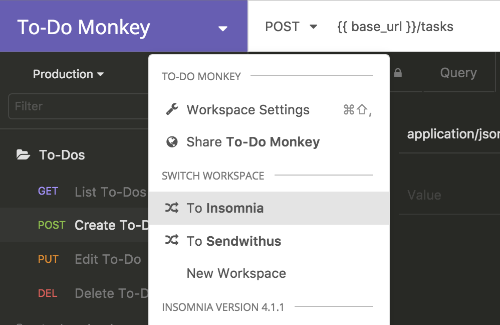 To-Do Monkey
POST
{{ base_url }}/tasks
Production
TO-DO MONKEY
Query
Workspace Settings ⌘⇧,
Filter
Share To-Do Monkey
application/jso
To-Dos
SWITCH WORKSPACE
GET List To-Dos
To Insomnia
Value
POST Create To-D
To Sendwithus
PUT Edit To-Do
New Workspace
DEL Delete To-D
INSOMNIA VERSION 4.1.1